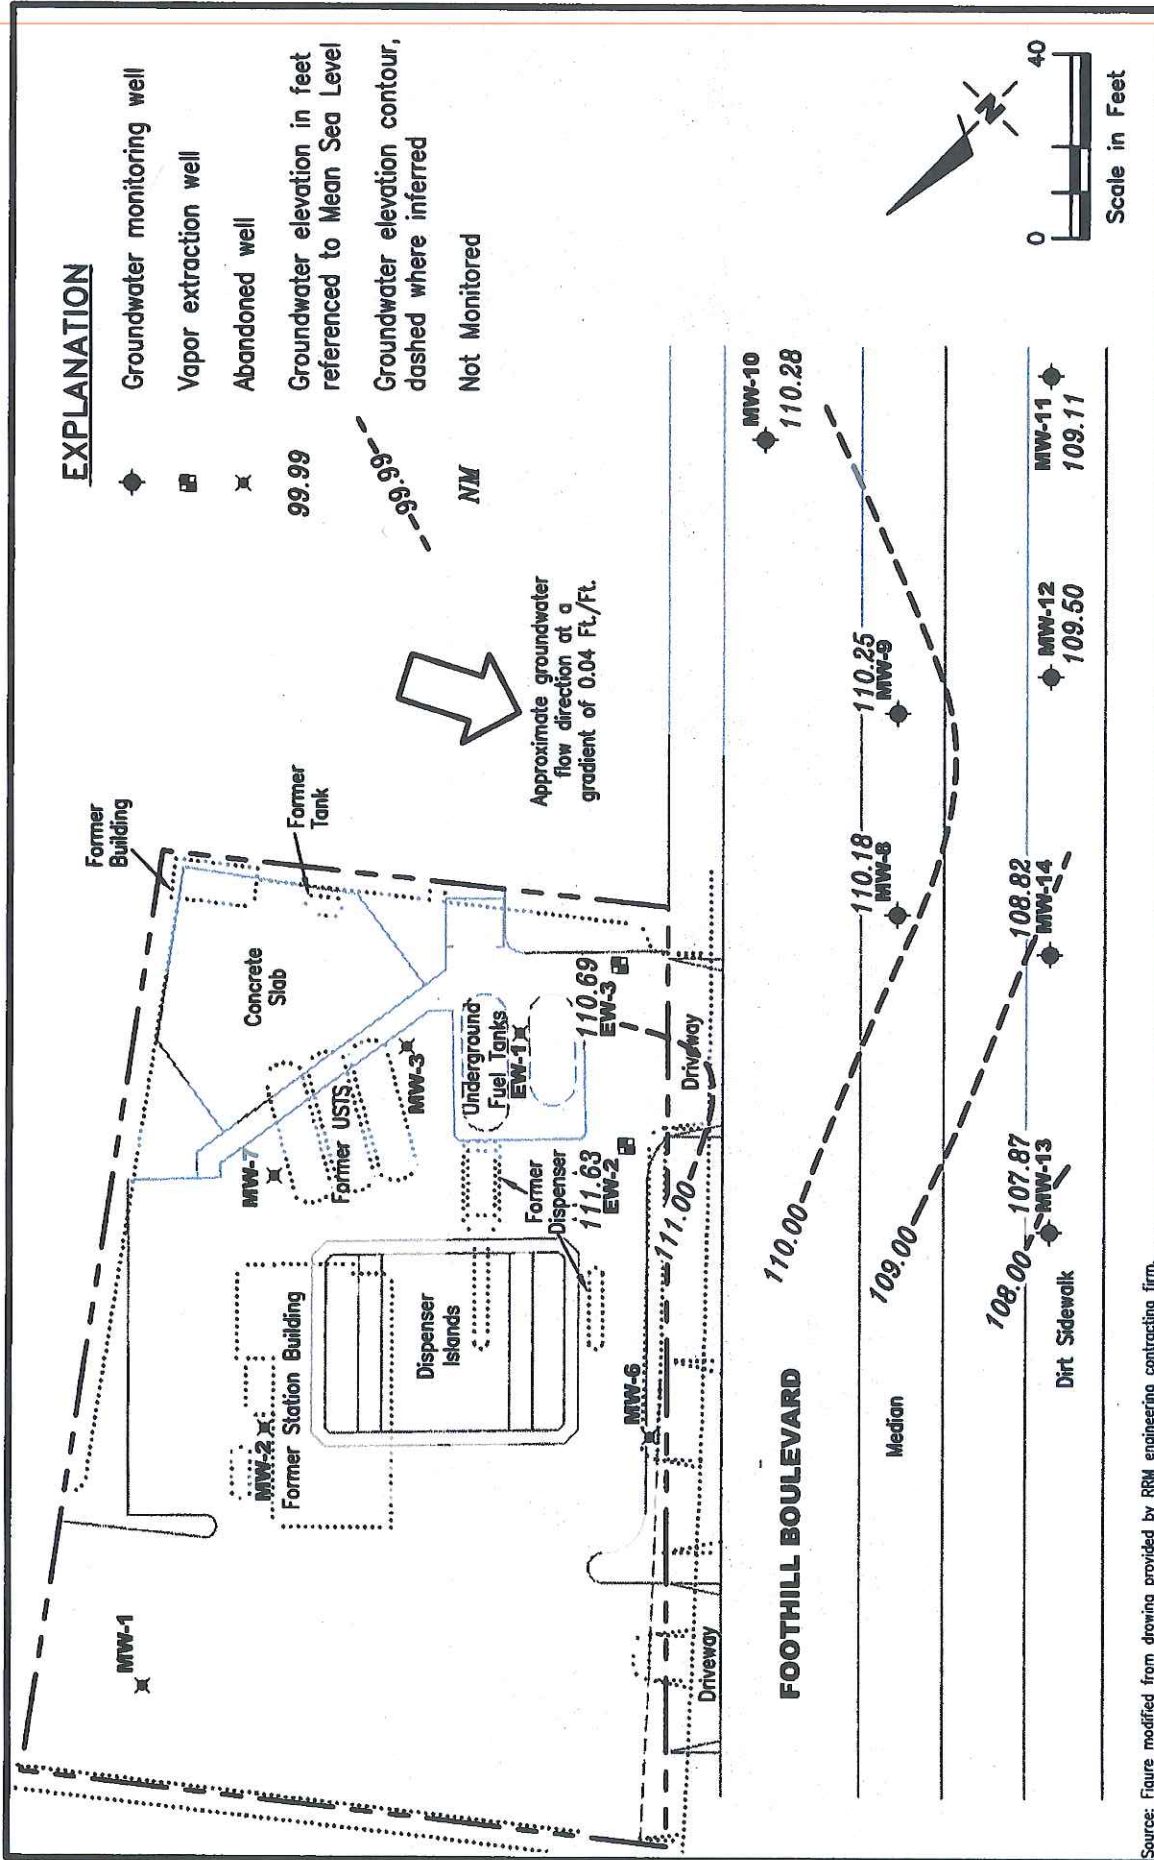 EXPLANATION
Groundwater monitoring well
Vapor extraction well
Abandoned well
99.99
Groundwater elevation in feet
referenced to Mean Sea Level
99.99
Groundwater elevation contour,
dashed where inferred
NM
Not Monitored
Approximate groundwater
flow direction at a
gradient of 0.04 Ft./Ft.
N
0
40
Scale in Feet
Former
Building
Former
Tank
Concrete
Slab
MW-1
MW-2
Former Station Building
MW-7
Former USTS
MW-3
Underground
Fuel Tanks
EW-1
Dispenser
Islands
Former
Dispenser
111.63
EW-2
110.69
EW-3
MW-6
Driveway
Driveway
111.00
FOOTHILL BOULEVARD
110.00
MW-10
110.28
110.18
MW-8
110.25
MW-9
Median
109.00
108.00
107.87
MW-13
108.82
MW-14
MW-12
109.50
MW-11
109.11
Dirt Sidewalk
Source: Figure modified from drawing provided by RRM engineering contracting firm.